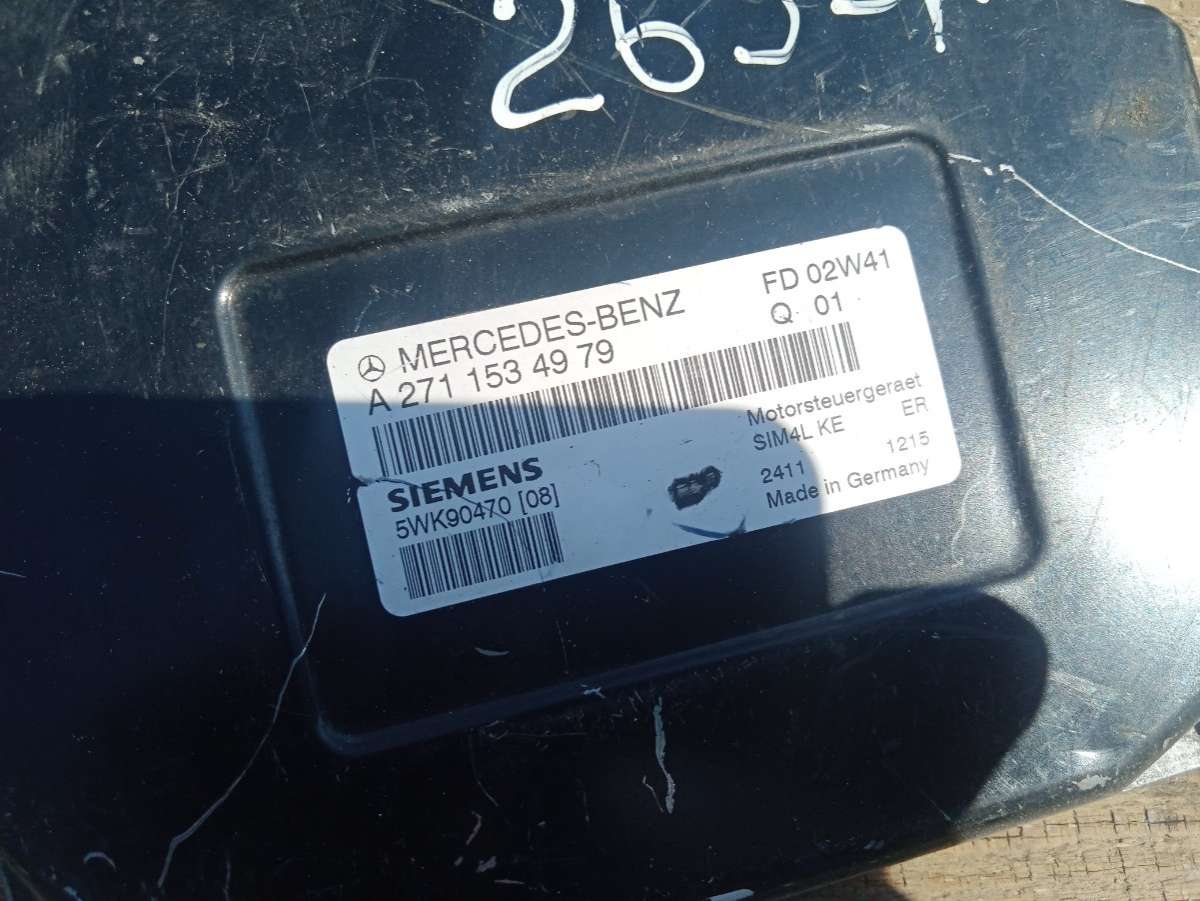 MERCEDES-BENZ FD 02W41
A 271 153 49 79 Q 01
Motorsteuergeraet
SIEMENS SIM4L KE ER
5WK90470 [08] 2411 1215
Made in Germany